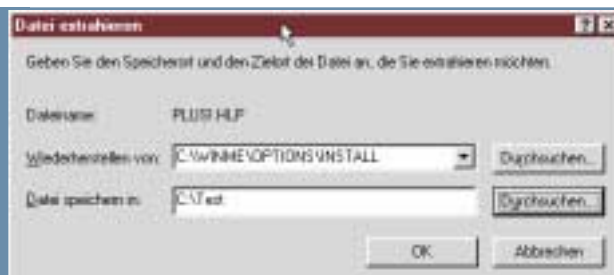 Datei extrahieren
Geben Sie den Speicherort und den Zielort der Datei an, die Sie extrahieren möchten.
Dateiname: PLUS!.HLP
Wiederherstellen von: C:\WINME\OPTIONS\INSTALL Durchsuchen...
Datei speichern in: C:\Test Durchsuchen...
OK Abbrechen